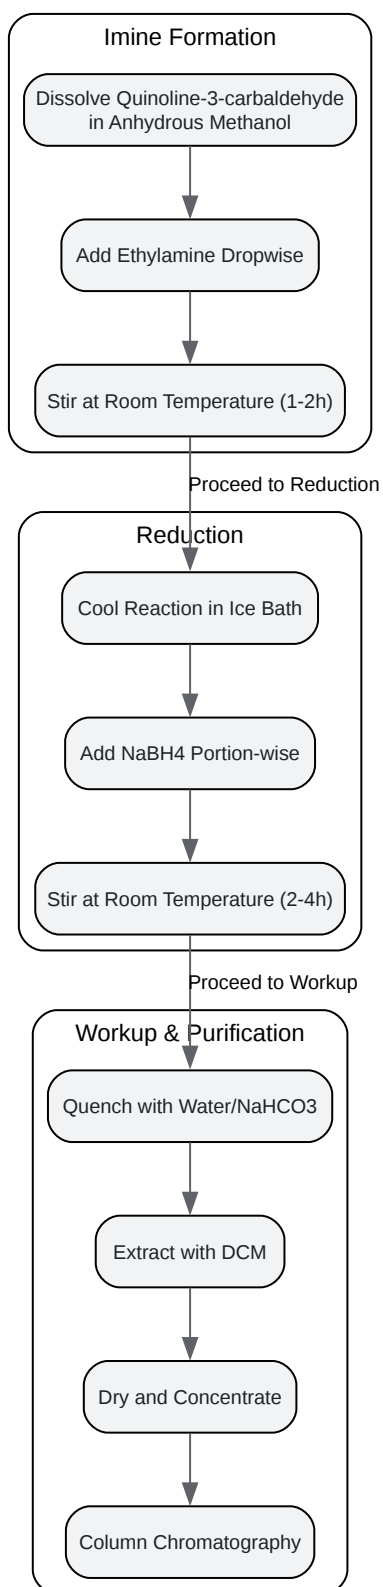 Imine Formation
Dissolve Quinoline-3-carbaldehyde
in Anhydrous Methanol
Add Ethylamine Dropwise
Stir at Room Temperature (1-2h)
Proceed to Reduction
Reduction
Cool Reaction in Ice Bath
Add NaBH4 Portion-wise
Stir at Room Temperature (2-4h)
Proceed to Workup
Workup & Purification
Quench with Water/NaHCO3
Extract with DCM
Dry and Concentrate
Column Chromatography